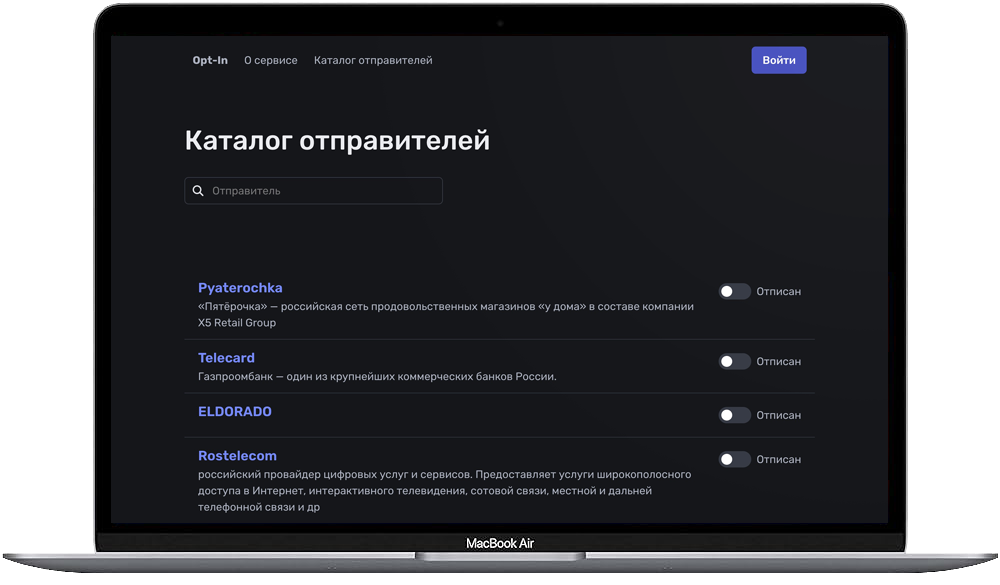 Opt-In О сервисе Каталог отправителей Войти
Каталог отправителей
Отправитель
Pyaterochka
Отписан
«Пятёрочка» — российская сеть продовольственных магазинов «у дома» в составе компании
X5 Retail Group
Telecard
Отписан
Газпроомбанк — один из крупнейших коммерческих банков России.
ELDORADO
Отписан
Rostelecom
Отписан
российский провайдер цифровых услуг и сервисов. Предоставляет услуги широкополосного
доступа в Интернет, интерактивного телевидения, сотовой связи, местной и дальней
телефонной связи и др
MacBook Air